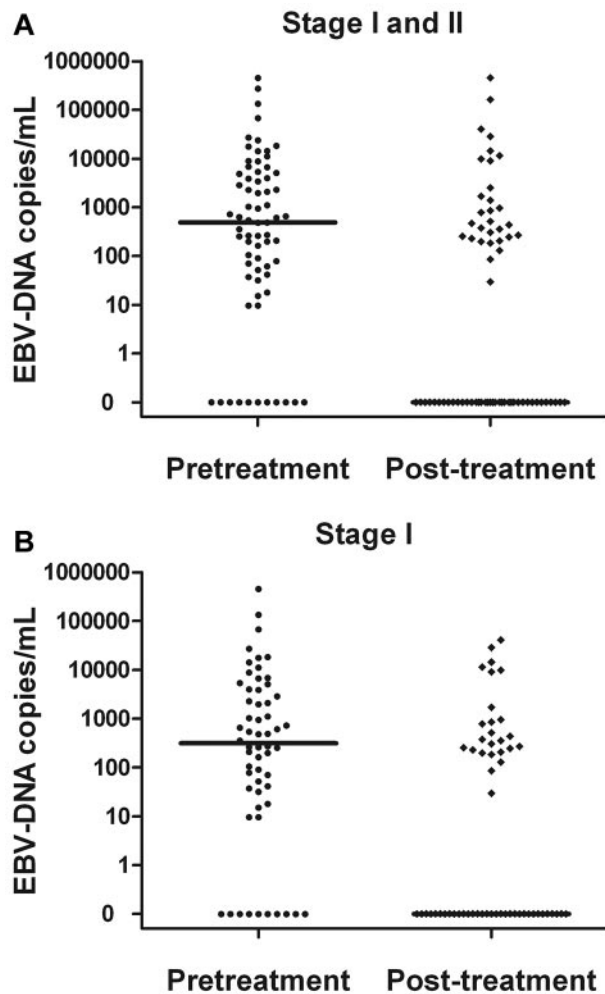 A
Stage I and II
EBV-DNA copies/mL
1000000
100000
10000
1000
100
10
1
0
Pretreatment Post-treatment
B
Stage I
EBV-DNA copies/mL
1000000
100000
10000
1000
100
10
1
0
Pretreatment Post-treatment